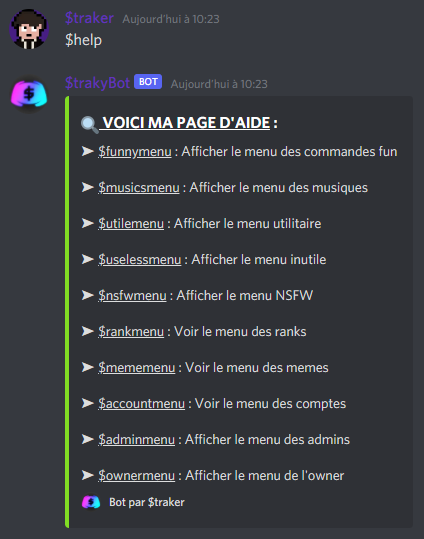 $traker Aujourd'hui à 10:23
$help
$trakyBot BOT Aujourd'hui à 10:23
VOICI MA PAGE D'AIDE :
➤ $funnymenu : Afficher le menu des commandes fun
➤ $musicsmenu : Afficher le menu des musiques
➤ $utilemenu : Afficher le menu utilitaire
➤ $uselessmenu : Afficher le menu inutile
➤ $nsfwmenu : Afficher le menu NSFW
➤ $rankmenu : Voir le menu des ranks
➤ $mememenu : Voir le menu des memes
➤ $accountmenu : Voir le menu des comptes
➤ $adminmenu : Afficher le menu des admins
➤ $ownermenu : Afficher le menu de l'owner
Bot par $traker